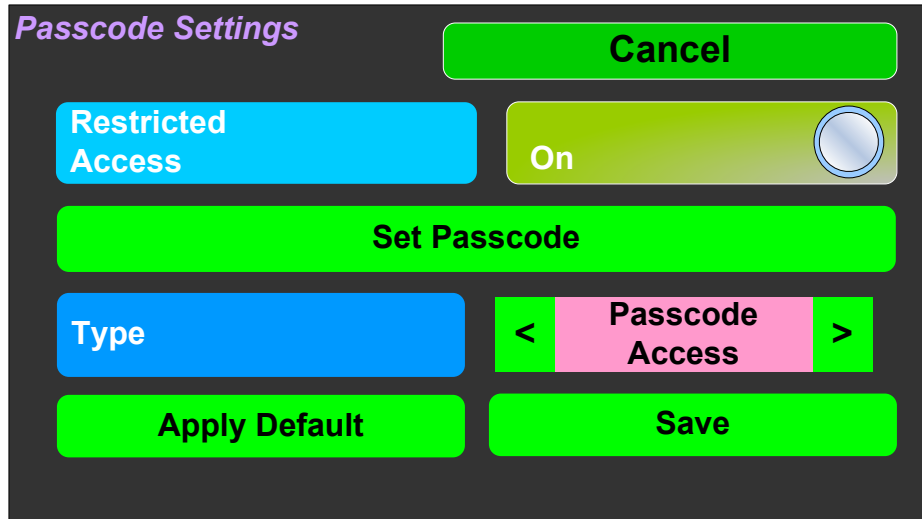 Passcode Settings
Cancel
Restricted
Access
On
Set Passcode
Type
<
Passcode
Access
>
Apply Default
Save